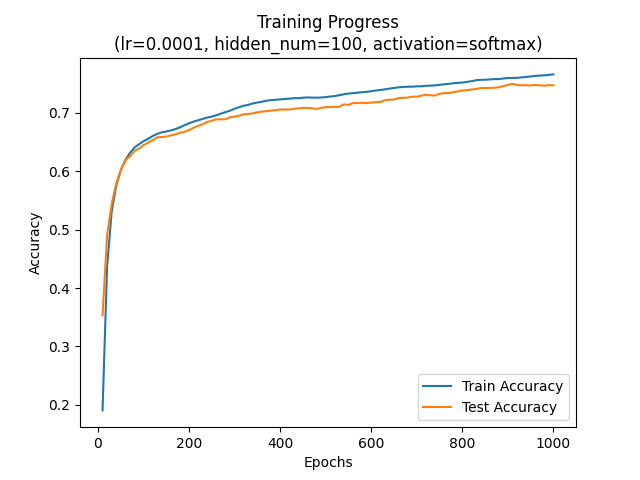 Training Progress
(lr=0.0001, hidden_num=100, activation=softmax)
Accuracy
0.7
0.6
0.5
0.4
0.3
0.2
Train Accuracy
Test Accuracy
0 200 400 600 800 1000
Epochs